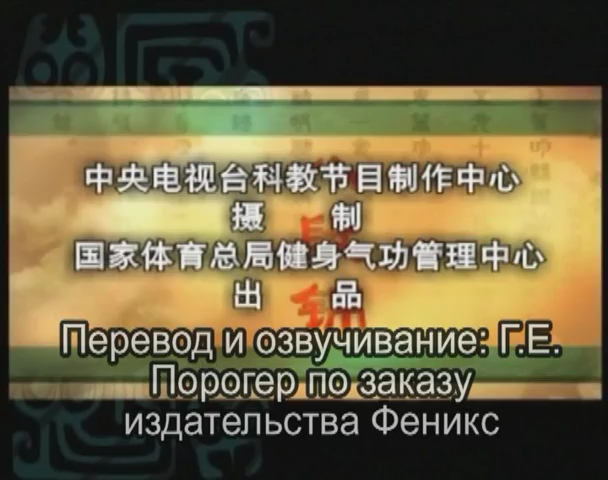 中央电视台科教节目制作中心
摄 制
国家体育总局健身气功管理中心
出 品
Перевод и озвучивание: Г.Е.
Порогер по заказу
издательства Феникс